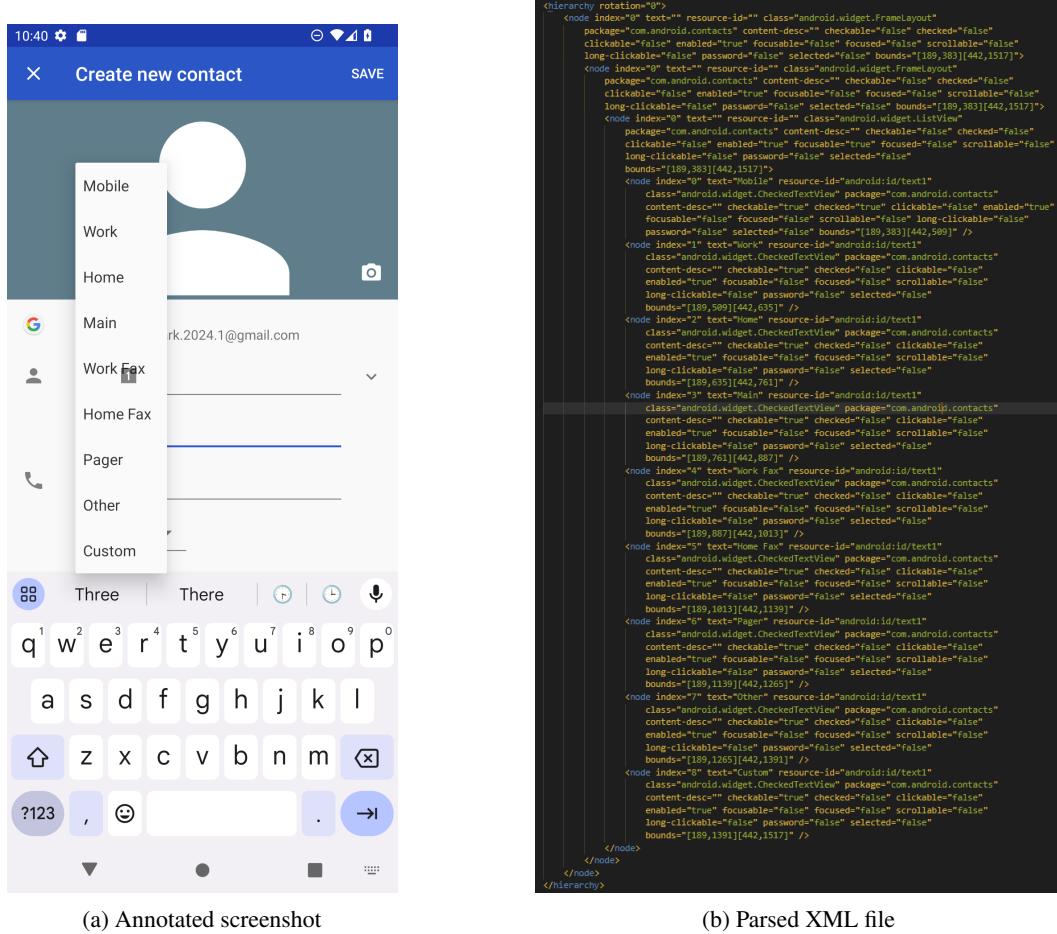 10:40
Create new contact
SAVE
Mobile
Work
Home
Main
Work Fax
Home Fax
Pager
Other
Custom
1
rk.2024.1@gmail.com
Three There
q1 w2 e3 r4 t5 y6 u7 i8 o9 p0
a s d f g h j k l
z x c v b n m
?123 , .
(a) Annotated screenshot
<hierarchy rotation="0">
<node index="0" text="" resource-id="" class="android.widget.FrameLayout"
package="com.android.contacts" content-desc="" checkable="false" checked="false"
clickable="false" enabled="true" focusable="false" focused="false" scrollable="false"
long-clickable="false" password="false" selected="false" bounds="[189,383][442,1517]">
<node index="0" text="" resource-id="" class="android.widget.FrameLayout"
package="com.android.contacts" content-desc="" checkable="false" checked="false"
clickable="false" enabled="true" focusable="false" focused="false" scrollable="false"
long-clickable="false" password="false" selected="false" bounds="[189,383][442,1517]">
<node index="0" text="" resource-id="" class="android.widget.ListView"
package="com.android.contacts" content-desc="" checkable="false" checked="false"
clickable="false" enabled="true" focusable="true" focused="false" scrollable="false"
long-clickable="false" password="false" selected="false"
bounds="[189,383][442,1517]">
<node index="0" text="Mobile" resource-id="android:id/text1"
class="android.widget.CheckedTextView" package="com.android.contacts"
content-desc="" checkable="true" checked="true" clickable="false" enabled="true"
focusable="false" focused="false" scrollable="false" long-clickable="false"
password="false" selected="false" bounds="[189,383][442,509]" />
<node index="1" text="Work" resource-id="android:id/text1"
class="android.widget.CheckedTextView" package="com.android.contacts"
content-desc="" checkable="true" checked="false" clickable="false"
enabled="true" focusable="false" focused="false" scrollable="false"
long-clickable="false" password="false" selected="false"
bounds="[189,509][442,635]" />
<node index="2" text="Home" resource-id="android:id/text1"
class="android.widget.CheckedTextView" package="com.android.contacts"
content-desc="" checkable="true" checked="false" clickable="false"
enabled="true" focusable="false" focused="false" scrollable="false"
long-clickable="false" password="false" selected="false"
bounds="[189,635][442,761]" />
<node index="3" text="Main" resource-id="android:id/text1"
class="android.widget.CheckedTextView" package="com.android.contacts"
content-desc="" checkable="true" checked="false" clickable="false"
enabled="true" focusable="false" focused="false" scrollable="false"
long-clickable="false" password="false" selected="false"
bounds="[189,761][442,887]" />
<node index="4" text="Work Fax" resource-id="android:id/text1"
class="android.widget.CheckedTextView" package="com.android.contacts"
content-desc="" checkable="true" checked="false" clickable="false"
enabled="true" focusable="false" focused="false" scrollable="false"
long-clickable="false" password="false" selected="false"
bounds="[189,887][442,1013]" />
<node index="5" text="Home Fax" resource-id="android:id/text1"
class="android.widget.CheckedTextView" package="com.android.contacts"
content-desc="" checkable="true" checked="false" clickable="false"
enabled="true" focusable="false" focused="false" scrollable="false"
long-clickable="false" password="false" selected="false"
bounds="[189,1013][442,1139]" />
<node index="6" text="Pager" resource-id="android:id/text1"
class="android.widget.CheckedTextView" package="com.android.contacts"
content-desc="" checkable="true" checked="false" clickable="false"
enabled="true" focusable="false" focused="false" scrollable="false"
long-clickable="false" password="false" selected="false"
bounds="[189,1139][442,1265]" />
<node index="7" text="Other" resource-id="android:id/text1"
class="android.widget.CheckedTextView" package="com.android.contacts"
content-desc="" checkable="true" checked="false" clickable="false"
enabled="true" focusable="false" focused="false" scrollable="false"
long-clickable="false" password="false" selected="false"
bounds="[189,1265][442,1391]" />
<node index="8" text="Custom" resource-id="android:id/text1"
class="android.widget.CheckedTextView" package="com.android.contacts"
content-desc="" checkable="true" checked="false" clickable="false"
enabled="true" focusable="false" focused="false" scrollable="false"
long-clickable="false" password="false" selected="false"
bounds="[189,1391][442,1517]" />
</node>
</node>
</node>
</hierarchy>
(b) Parsed XML file